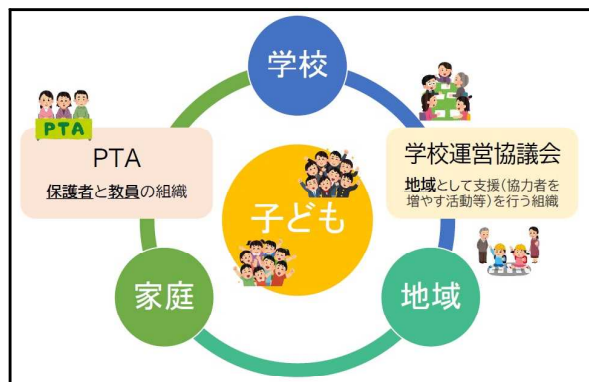 学校
PTA
PTA
保護者と教員の組織
学校運営協議会
地域として支援(協力者を
増やす活動等)を行う組織
子ども
家庭
地域